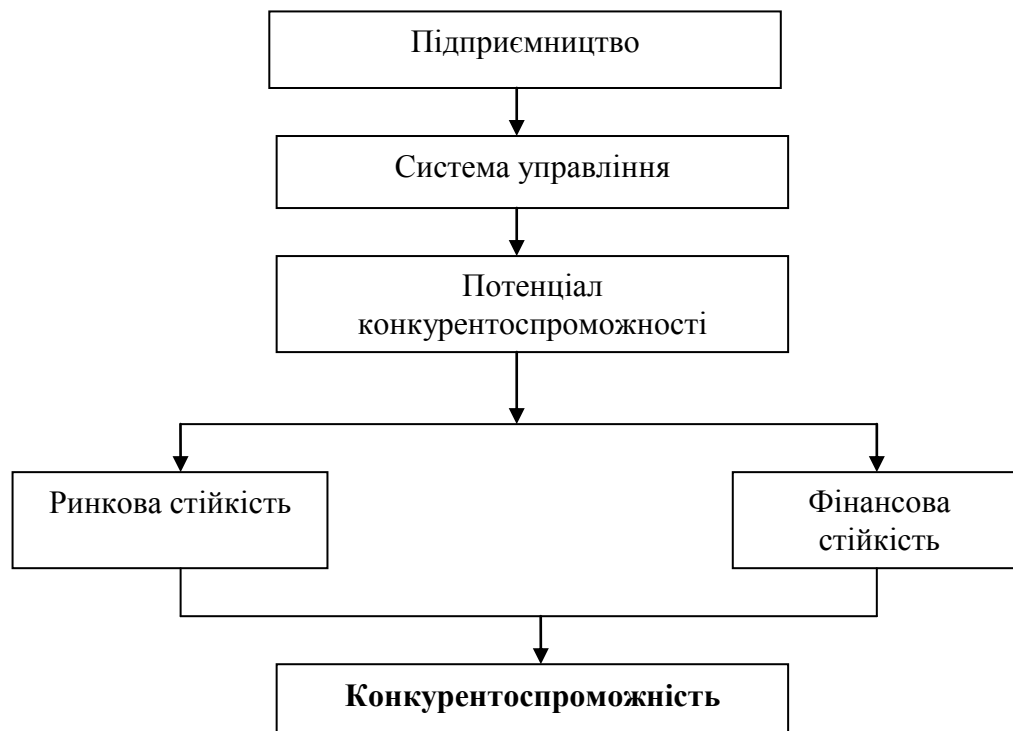 Підприємництво
Система управління
Потенціал
конкурентоспроможності
Ринкова стійкість
Фінансова
стійкість
Конкурентоспроможність